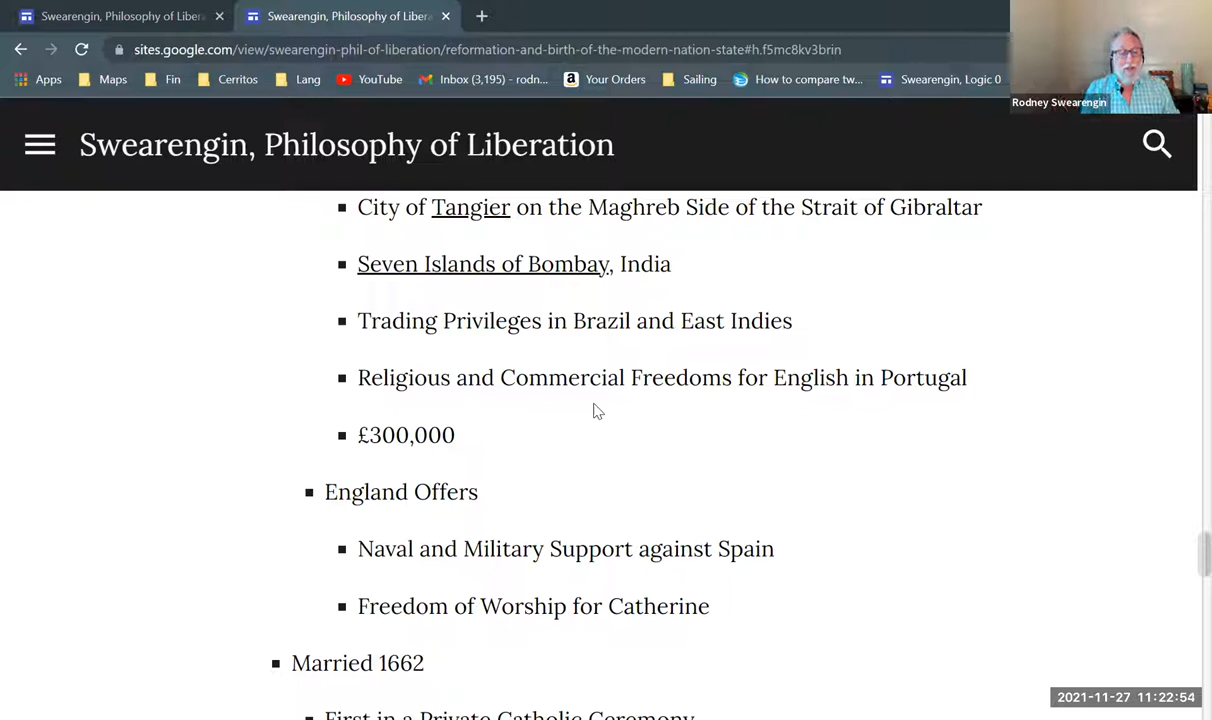 Swearengin, Philosophy of Libera
Swearengin, Philosophy of Libera
sites.google.com/view/swearengin-phil-of-liberation/reformation-and-birth-of-the-modern-nation-state#h.f5mc8kv3brin
Apps Maps Fin Cerritos Lang YouTube Inbox (3,195) - rodn... Your Orders Sailing How to compare tw... Swearengin, Logic 0
Rodney Swearengin
Swearengin, Philosophy of Liberation
City of Tangier on the Maghreb Side of the Strait of Gibraltar
Seven Islands of Bombay, India
Trading Privileges in Brazil and East Indies
Religious and Commercial Freedoms for English in Portugal
£300,000
England Offers
Naval and Military Support against Spain
Freedom of Worship for Catherine
Married 1662
First in a Private Catholic Ceremony
2021-11-27 11:22:54